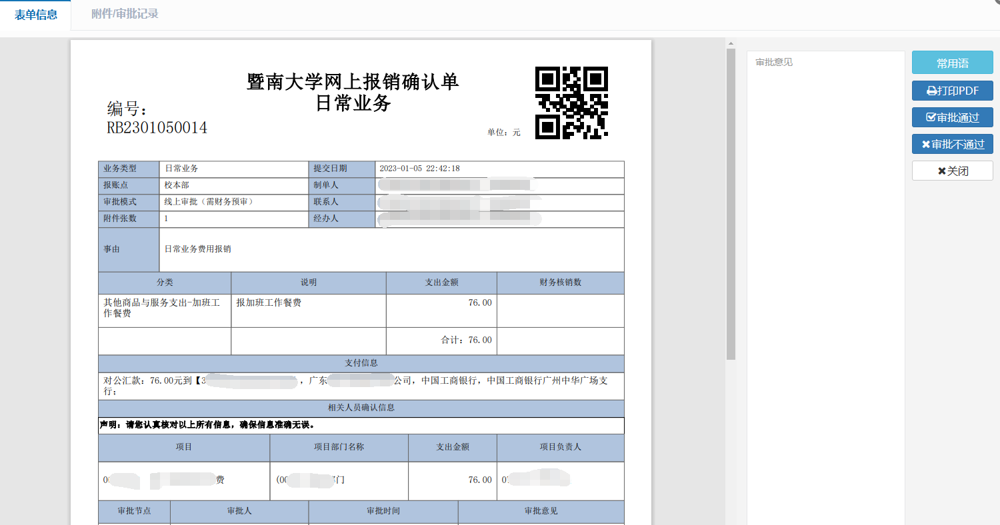 表单信息 附件/审批记录
暨南大学网上报销确认单
日常业务
编号：
RB2301050014
单位：元
业务类型 日常业务 提交日期 2023-01-05 22:42:18
报账点 校本部 制单人
审批模式 线上审批（需财务预审） 联系人
附件张数 1 经办人
事由 日常业务费用报销
分类 说明 支出金额 财务核销数
其他商品与服务支出-加班工 报加班工作餐费 76.00
作餐费
合计：76.00
支付信息
对公汇款：76.00元到【3 ，广东 公司，中国工商银行，中国工商银行广州中华广场支
行；
相关人员确认信息
声明：请您认真核对以上所有信息，确保信息准确无误。
项目 项目部门名称 支出金额 项目负责人
费 (00 门 76.00
审批节点 审批人 审批时间 审批意见
审批意见
常用语
打印PDF
审批通过
审批不通过
关闭